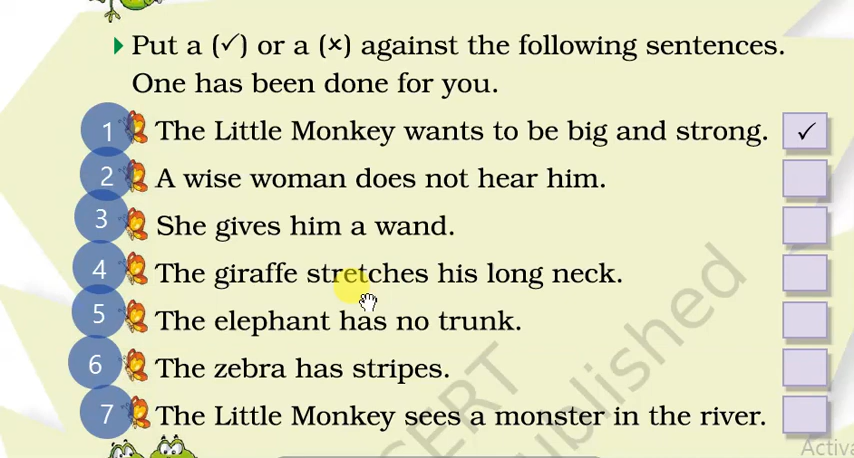 Put a (✓) or a (×) against the following sentences.
One has been done for you.
1 The Little Monkey wants to be big and strong. ✓
2 A wise woman does not hear him.
3 She gives him a wand.
4 The giraffe stretches his long neck.
5 The elephant has no trunk.
6 The zebra has stripes.
7 The Little Monkey sees a monster in the river.